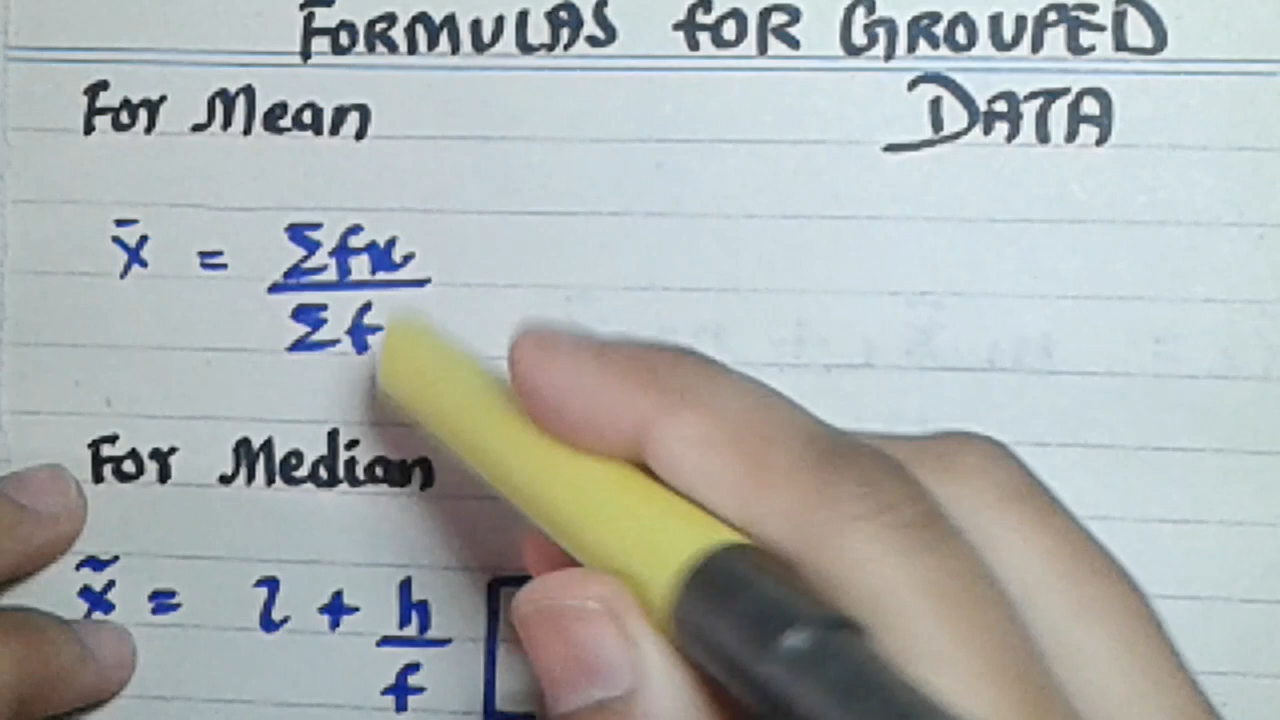 FORMULAS FOR GROUPED
DATA
For Mean
x̄ = Σfx / Σf
For Median
x̃ = l + h / f [